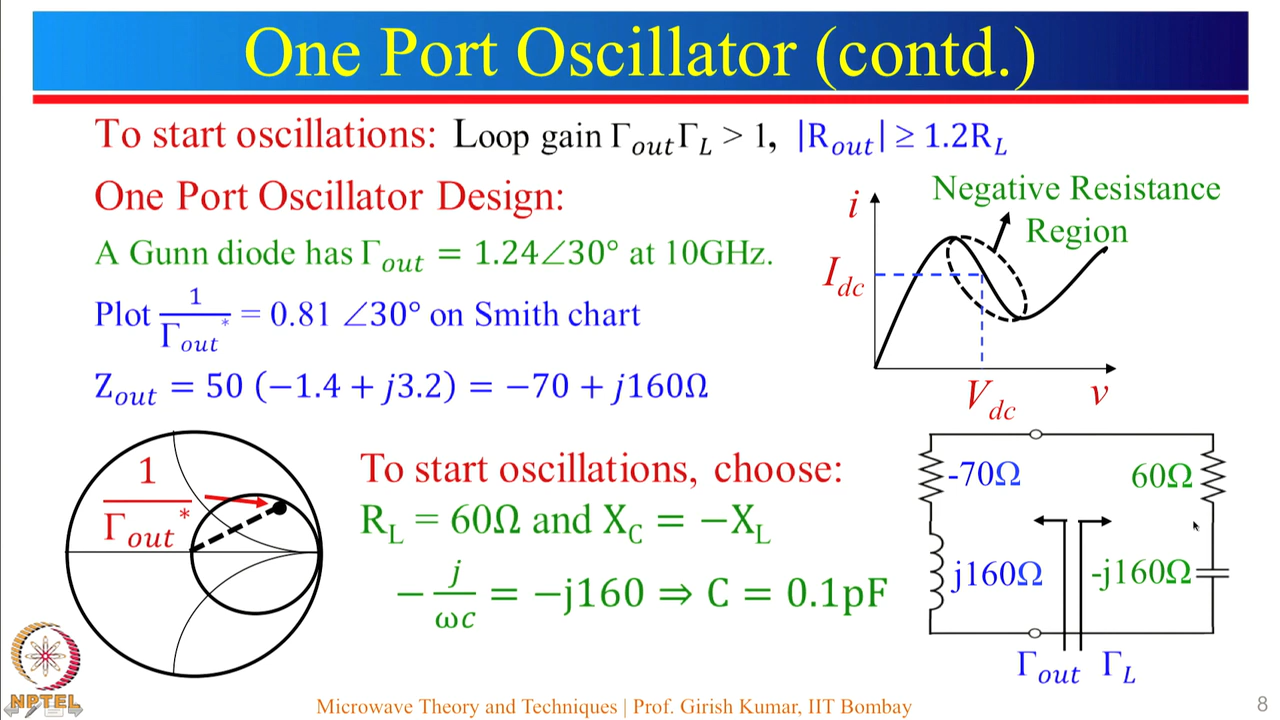 One Port Oscillator (contd.)
To start oscillations: Loop gain Γ_out Γ_L > 1, |R_out| ≥ 1.2R_L
One Port Oscillator Design:
A Gunn diode has Γ_out = 1.24∠30° at 10GHz.
Plot 1/Γ_out* = 0.81 ∠30° on Smith chart
Z_out = 50 (−1.4 + j3.2) = −70 + j160Ω
Negative Resistance
Region
i
I_dc
V_dc
v
1/Γ_out*
To start oscillations, choose:
R_L = 60Ω and X_C = −X_L
−j/ωc = −j160 ⇒ C = 0.1pF
-70Ω
60Ω
j160Ω
-j160Ω
Γ_out Γ_L
NPTEL
Microwave Theory and Techniques | Prof. Girish Kumar, IIT Bombay
8